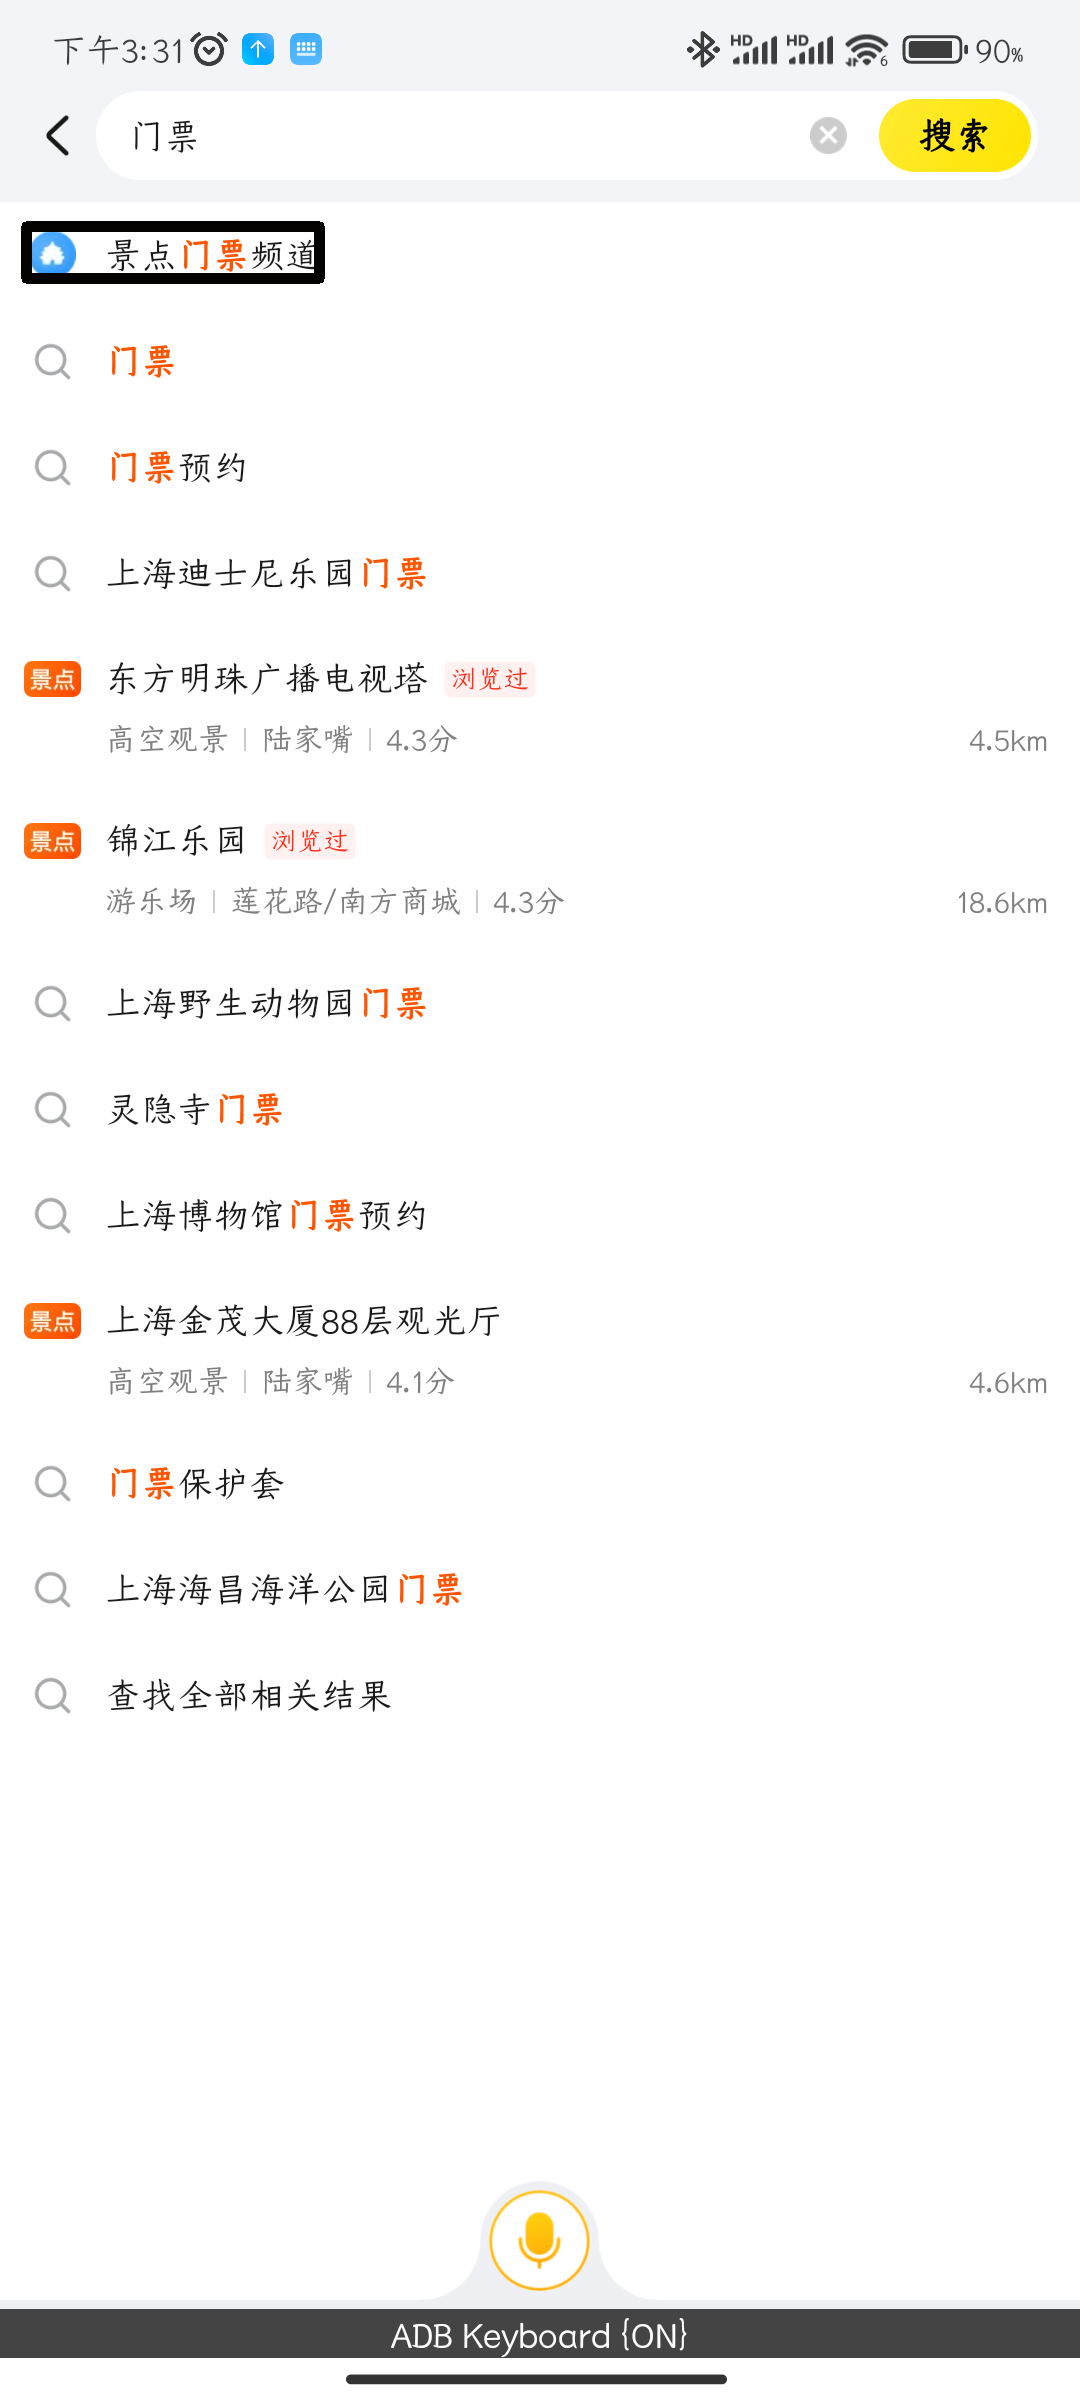 下午3:31 HD HD 6 90%
门票 搜索
景点门票频道
门票
门票预约
上海迪士尼乐园门票
景点 东方明珠广播电视塔 浏览过
高空观景 | 陆家嘴 | 4.3分 4.5km
景点 锦江乐园 浏览过
游乐场 | 莲花路/南方商城 | 4.3分 18.6km
上海野生动物园门票
灵隐寺门票
上海博物馆门票预约
景点 上海金茂大厦88层观光厅
高空观景 | 陆家嘴 | 4.1分 4.6km
门票保护套
上海海昌海洋公园门票
查找全部相关结果
ADB Keyboard {ON}